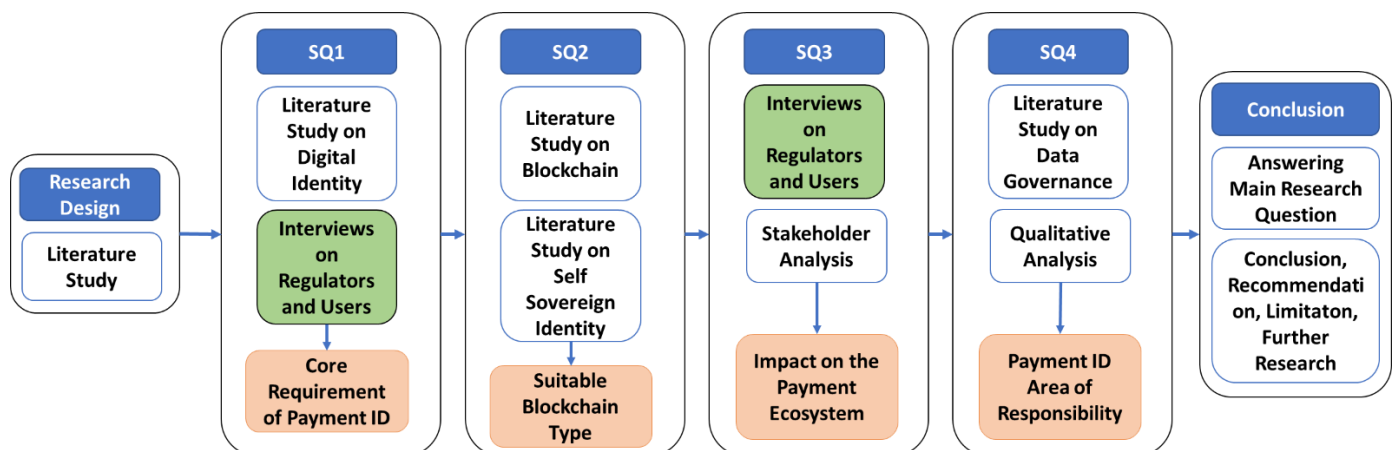 Research
Design
Literature
Study
SQ1
Literature
Study on
Digital
Identity
Interviews
on
Regulators
and Users
Core
Requirement
of Payment ID
SQ2
Literature
Study on
Blockchain
Literature
Study on
Self
Sovereign
Identity
Suitable
Blockchain
Type
SQ3
Interviews
on
Regulators
and Users
Stakeholder
Analysis
Impact on the
Payment
Ecosystem
SQ4
Literature
Study on
Data
Governance
Qualitative
Analysis
Payment ID
Area of
Responsibility
Conclusion
Answering
Main Research
Question
Conclusion,
Recommendati
on, Limitaton,
Further
Research